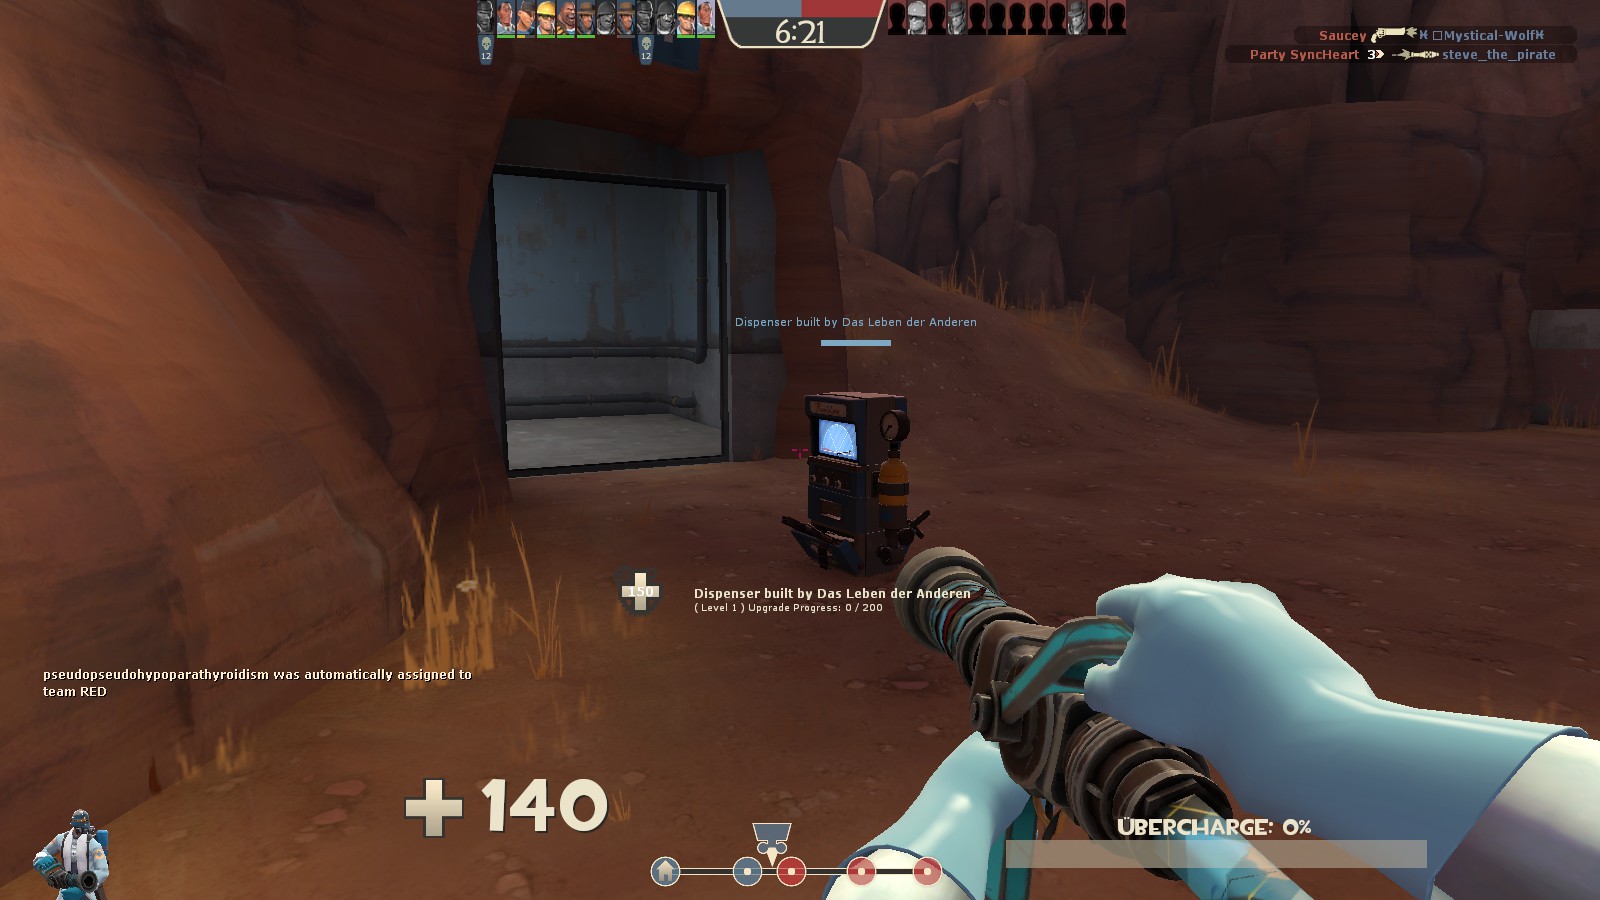 6:21
12
12
Saucey ⵊ □Mystical-Wolfⵊ
Party SyncHeart 3 steve_the_pirate
Dispenser built by Das Leben der Anderen
150
Dispenser built by Das Leben der Anderen
( Level 1 ) Upgrade Progress: 0 / 200
pseudopseudohypoparathyroidism was automatically assigned to
team RED
140
ÜBERCHARGE: 0%